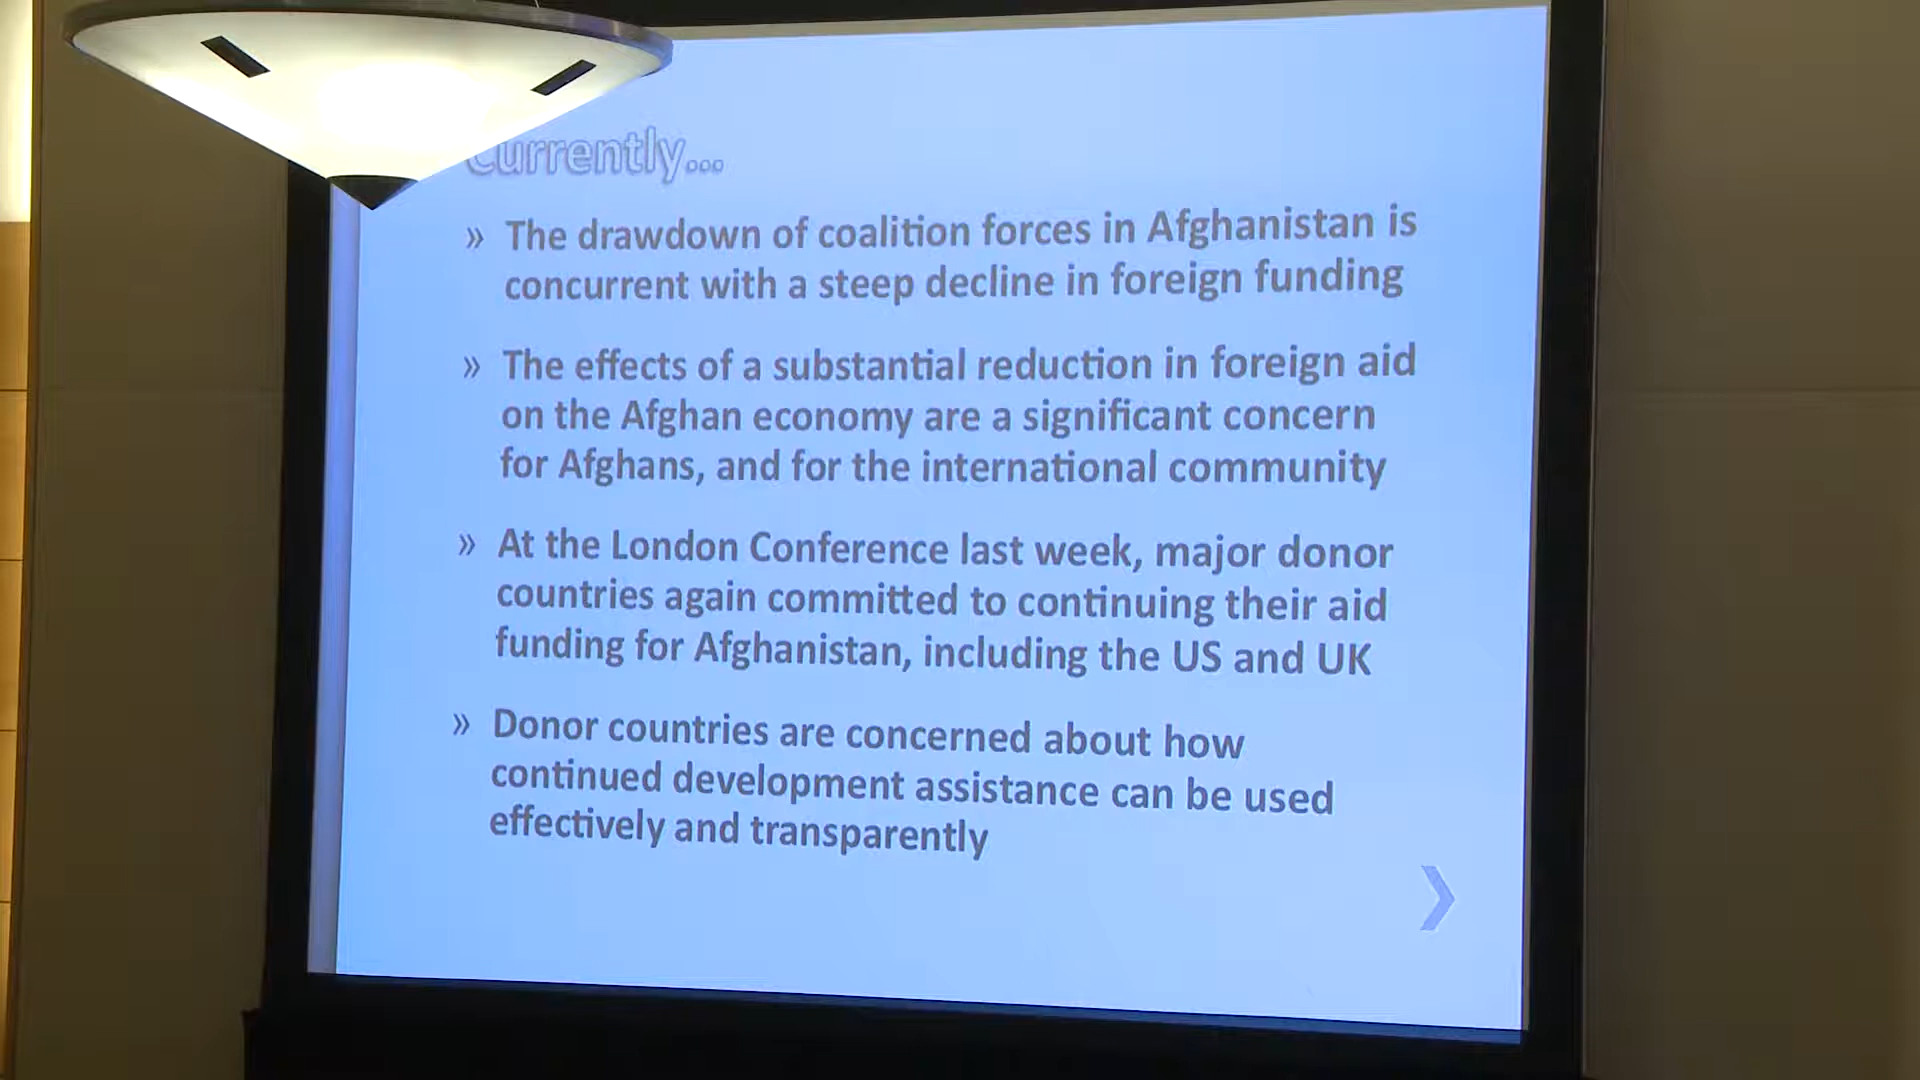 Currently...
» The drawdown of coalition forces in Afghanistan is
concurrent with a steep decline in foreign funding
» The effects of a substantial reduction in foreign aid
on the Afghan economy are a significant concern
for Afghans, and for the international community
» At the London Conference last week, major donor
countries again committed to continuing their aid
funding for Afghanistan, including the US and UK
» Donor countries are concerned about how
continued development assistance can be used
effectively and transparently